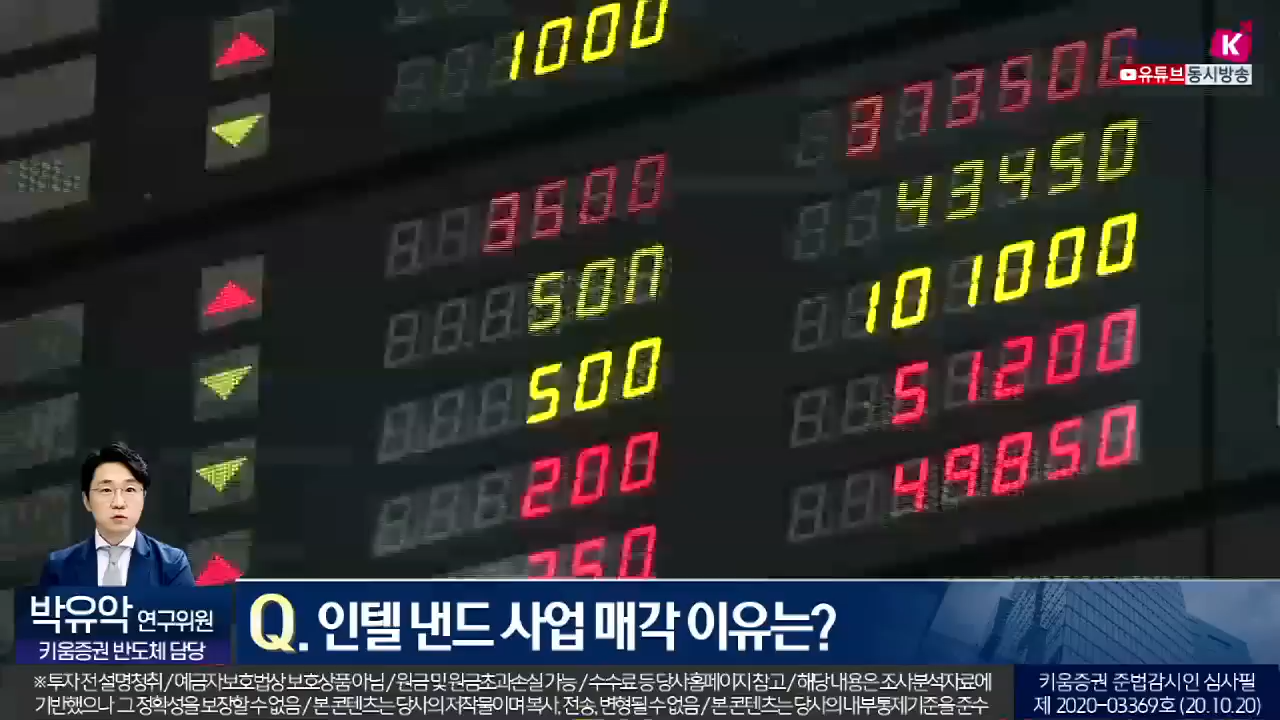 1000
K
유튜브 동시방송
373500
3500
43450
500
101000
500
51200
200
49850
350
박유악 연구위원
키움증권 반도체 담당
Q. 인텔 낸드 사업 매각 이유는?
※ 투자 전 설명청취 / 예금자보호법상 보호상품 아님 / 원금 및 원금초과손실 가능 / 수수료 등 당사홈페이지 참고 / 해당 내용은 조사분석자료에
기반했으나 그 정확성을 보장할 수 없음 / 본 콘텐츠는 당사의 저작물이며 복사, 전송, 변형될 수 없음 / 본 콘텐츠는 당사의 내부통제기준을 준수
키움증권 준법감시인 심사필
제 2020-03369호 (20.10.20)